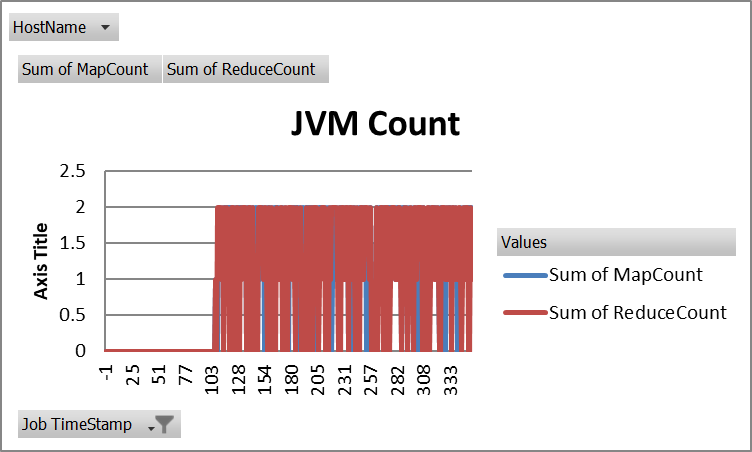 HostName
Sum of MapCount Sum of ReduceCount
JVM Count
2.5
2
1.5
1
0.5
0
Axis Title
-1 25 51 77 103 128 154 180 205 231 257 282 308 333
Values
Sum of MapCount
Sum of ReduceCount
Job TimeStamp